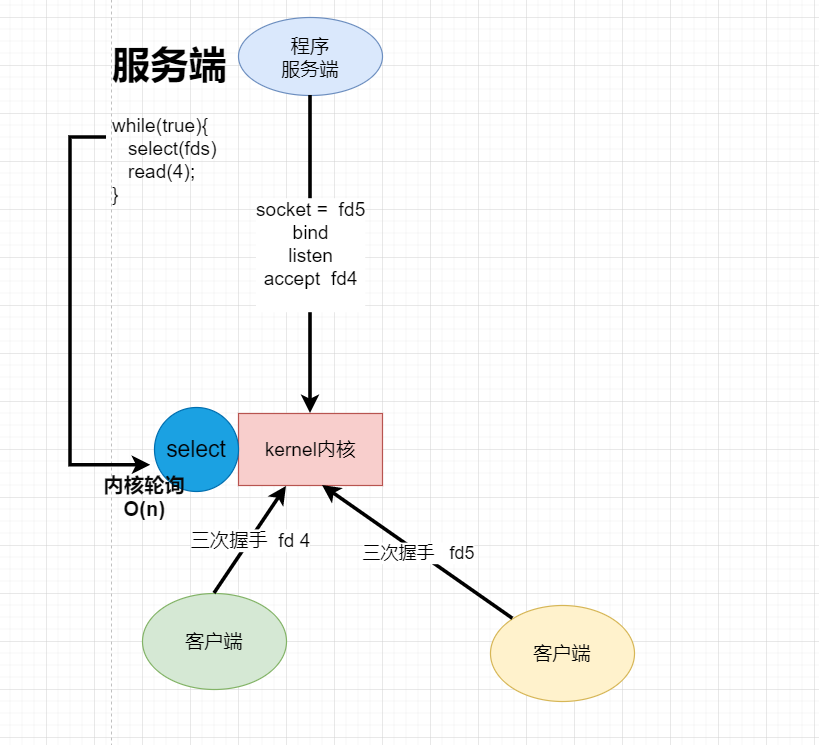 服务端
程序
服务端
while(true){
select(fds)
read(4);
}
socket = fd5
bind
listen
accept fd4
select
kernel内核
内核轮询
O(n)
三次握手 fd 4
三次握手 fd5
客户端
客户端